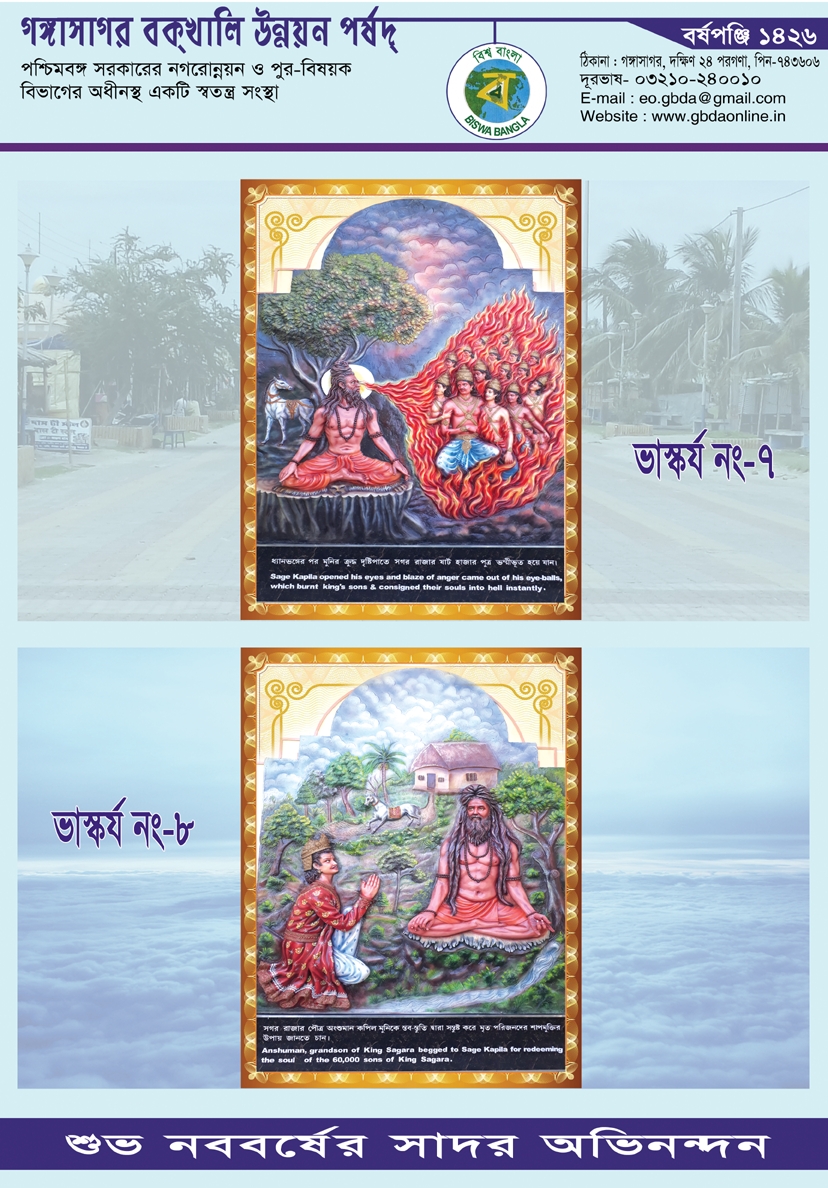 গঙ্গাসাগর বক্‌খালি উন্নয়ন পর্ষদ্
পশ্চিমবঙ্গ সরকারের নগরোন্নয়ন ও পুর-বিষয়ক
বিভাগের অধীনস্থ একটি স্বতন্ত্র সংস্থা
বিশ্ব বাংলা
ব
BISWA BANGLA
বর্ষপঞ্জি ১৪২৬
ঠিকানা : গঙ্গাসাগর, দক্ষিণ ২৪ পরগণা, পিন-৭৪৩৬০৬
দূরভাষ- ০৩২১০-২৪০০১০
E-mail : eo.gbda@gmail.com
Website : www.gbdaonline.in
ভাস্কর্য নং-৭
ধ্যানভঙ্গের পর মুনির ক্রুদ্ধ দৃষ্টিপাতে সগর রাজার ষাট হাজার পুত্র ভস্মীভূত হয়ে যান।
Sage Kapila opened his eyes and blaze of anger came out of his eye-balls,
which burnt king's sons & consigned their souls into hell instantly.
ভাস্কর্য নং-৮
সগর রাজার পৌত্র অংশুমান কপিল মুনিকে স্তব-স্তুতি দ্বারা সন্তুষ্ট করে মৃত পরিজনদের শাপমুক্তির
উপায় জানতে চান।
Anshuman, grandson of King Sagara begged to Sage Kapila for redeeming
the soul of the 60,000 sons of King Sagara.
শুভ নববর্ষের সাদর অভিনন্দন